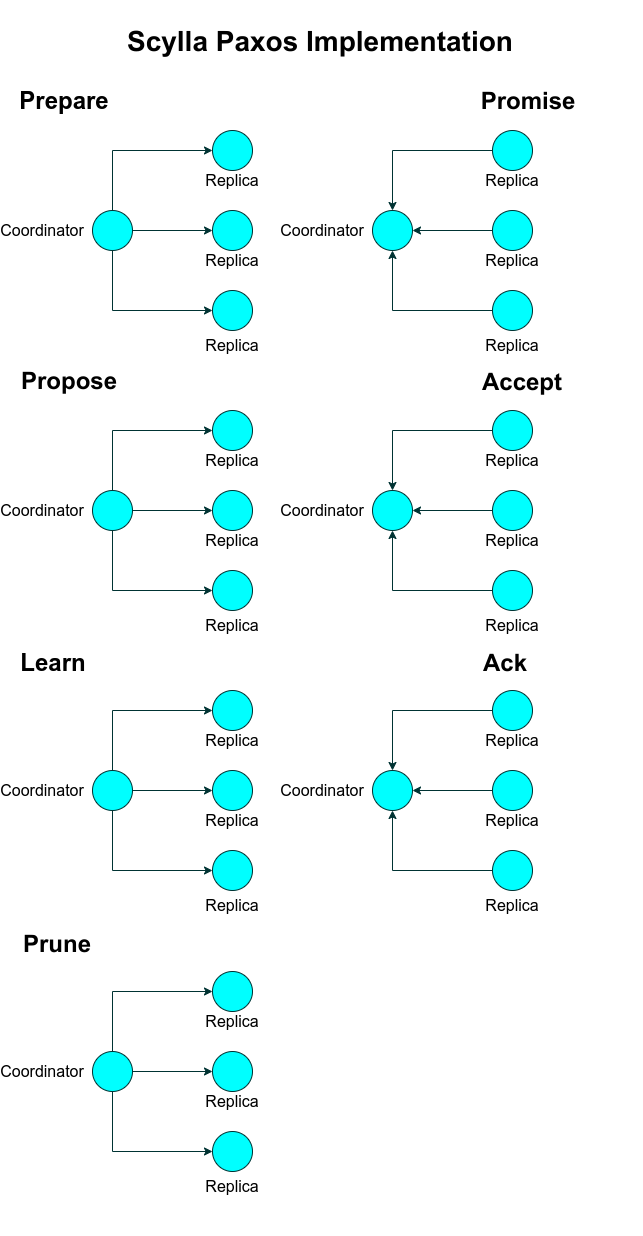 Scylla Paxos Implementation
Prepare
Promise
Replica
Replica
Coordinator
Coordinator
Replica
Replica
Replica
Replica
Propose
Accept
Replica
Replica
Coordinator
Coordinator
Replica
Replica
Replica
Replica
Learn
Ack
Replica
Replica
Coordinator
Coordinator
Replica
Replica
Replica
Replica
Prune
Replica
Coordinator
Replica
Replica